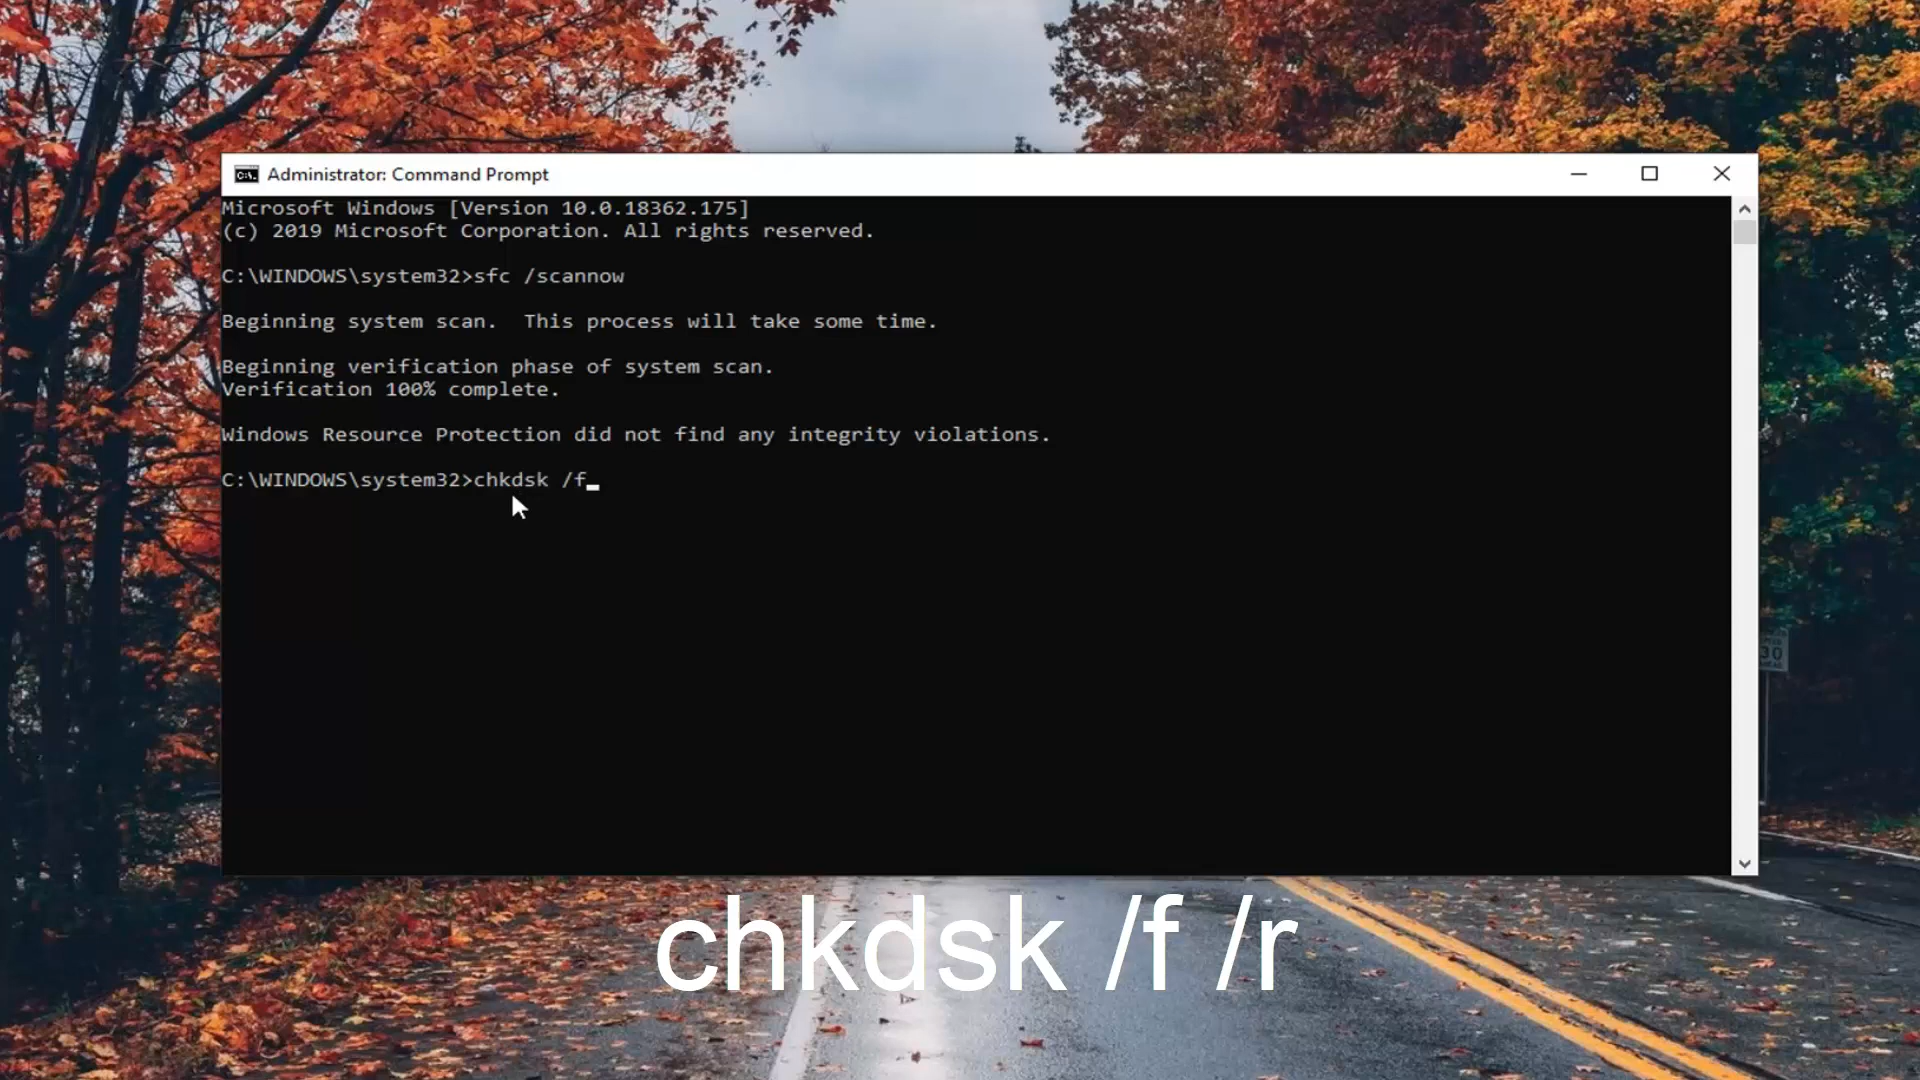 Administrator: Command Prompt
Microsoft Windows [Version 10.0.18362.175]
(c) 2019 Microsoft Corporation. All rights reserved.
C:\WINDOWS\system32>sfc /scannow
Beginning system scan.  This process will take some time.
Beginning verification phase of system scan.
Verification 100% complete.
Windows Resource Protection did not find any integrity violations.
C:\WINDOWS\system32>chkdsk /f_
30
chkdsk /f /r